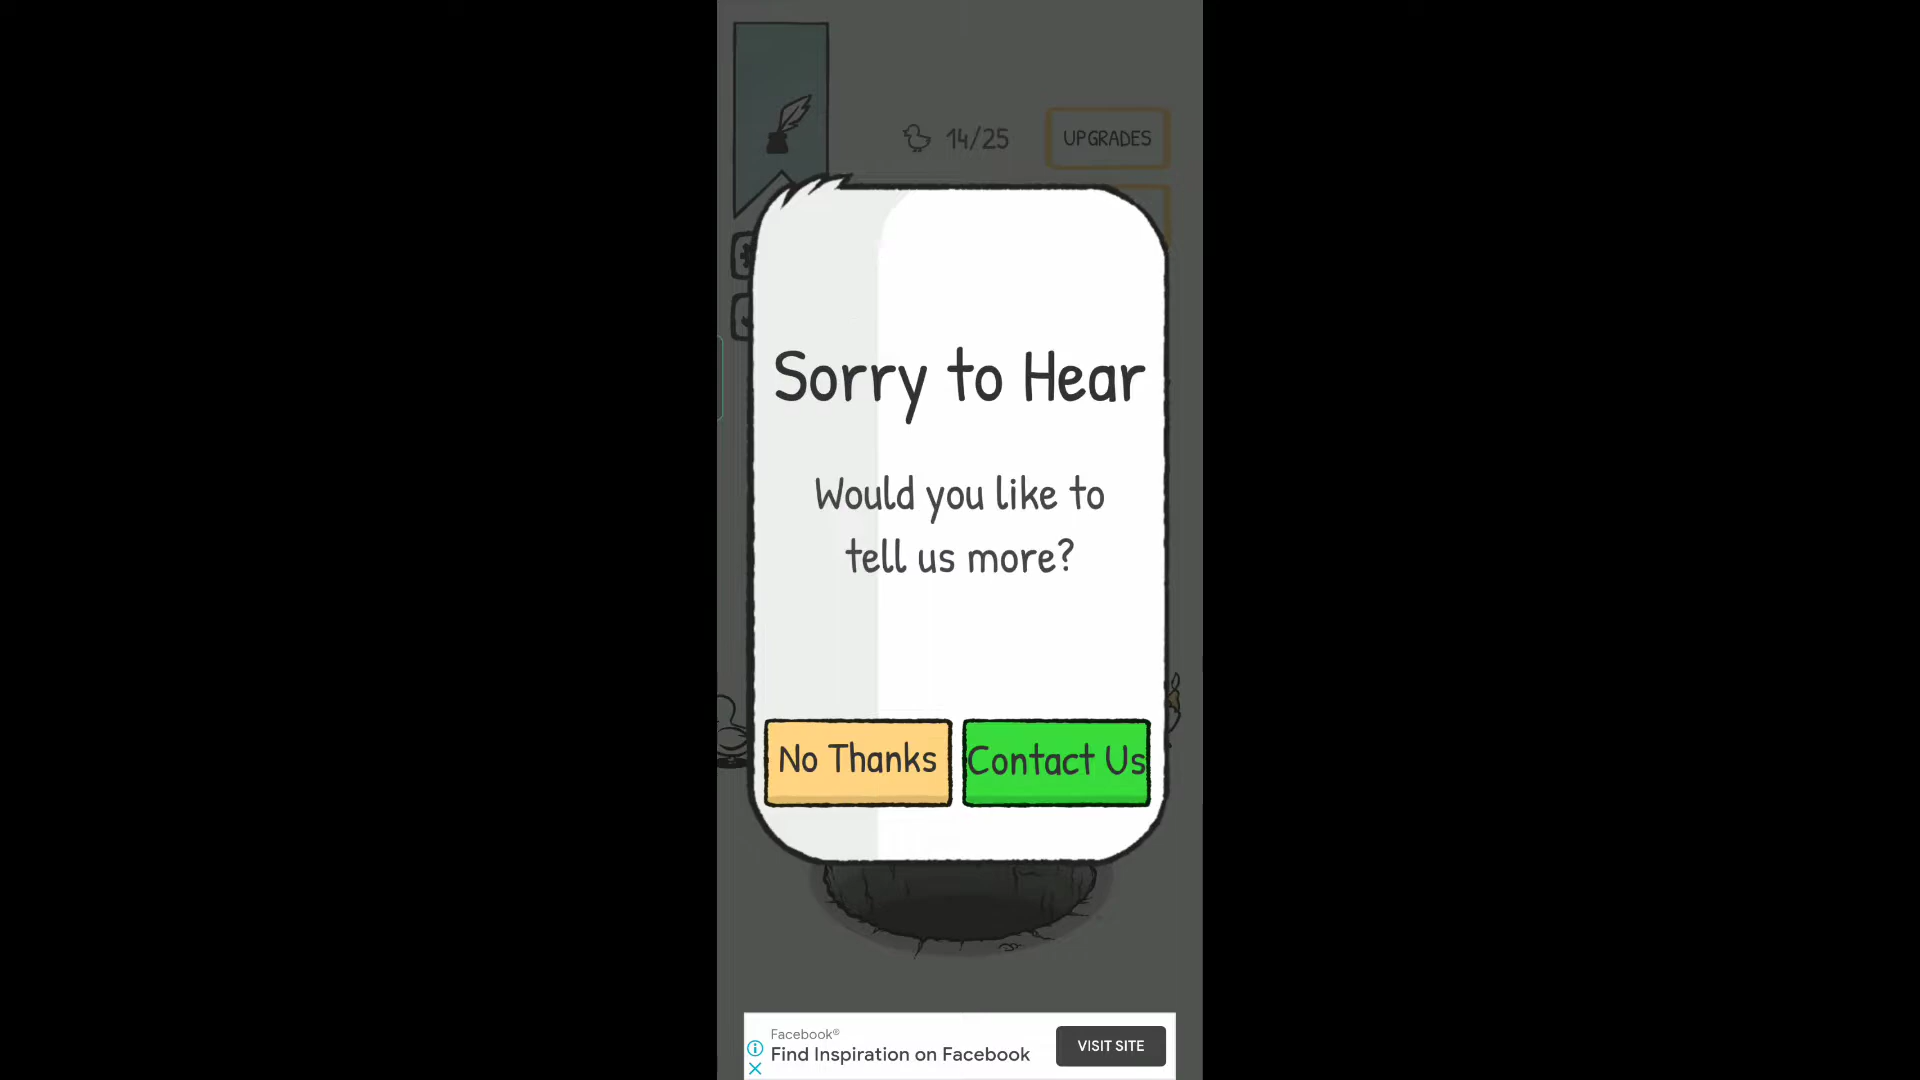 14/25
UPGRADES
Sorry to Hear
Would you like to
tell us more?
No Thanks
Contact Us
Facebook®
Find Inspiration on Facebook
VISIT SITE